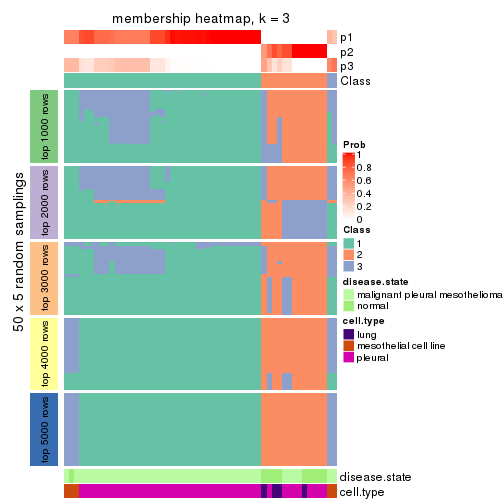 membership heatmap, k = 3
p1
p2
p3
Class
50 x 5 random samplings
top 1000 rows
top 2000 rows
top 3000 rows
top 4000 rows
top 5000 rows
Prob
1
0.8
0.6
0.4
0.2
0
Class
1
2
3
disease.state
malignant pleural mesothelioma
normal
cell.type
lung
mesothelial cell line
pleural
disease.state
cell.type